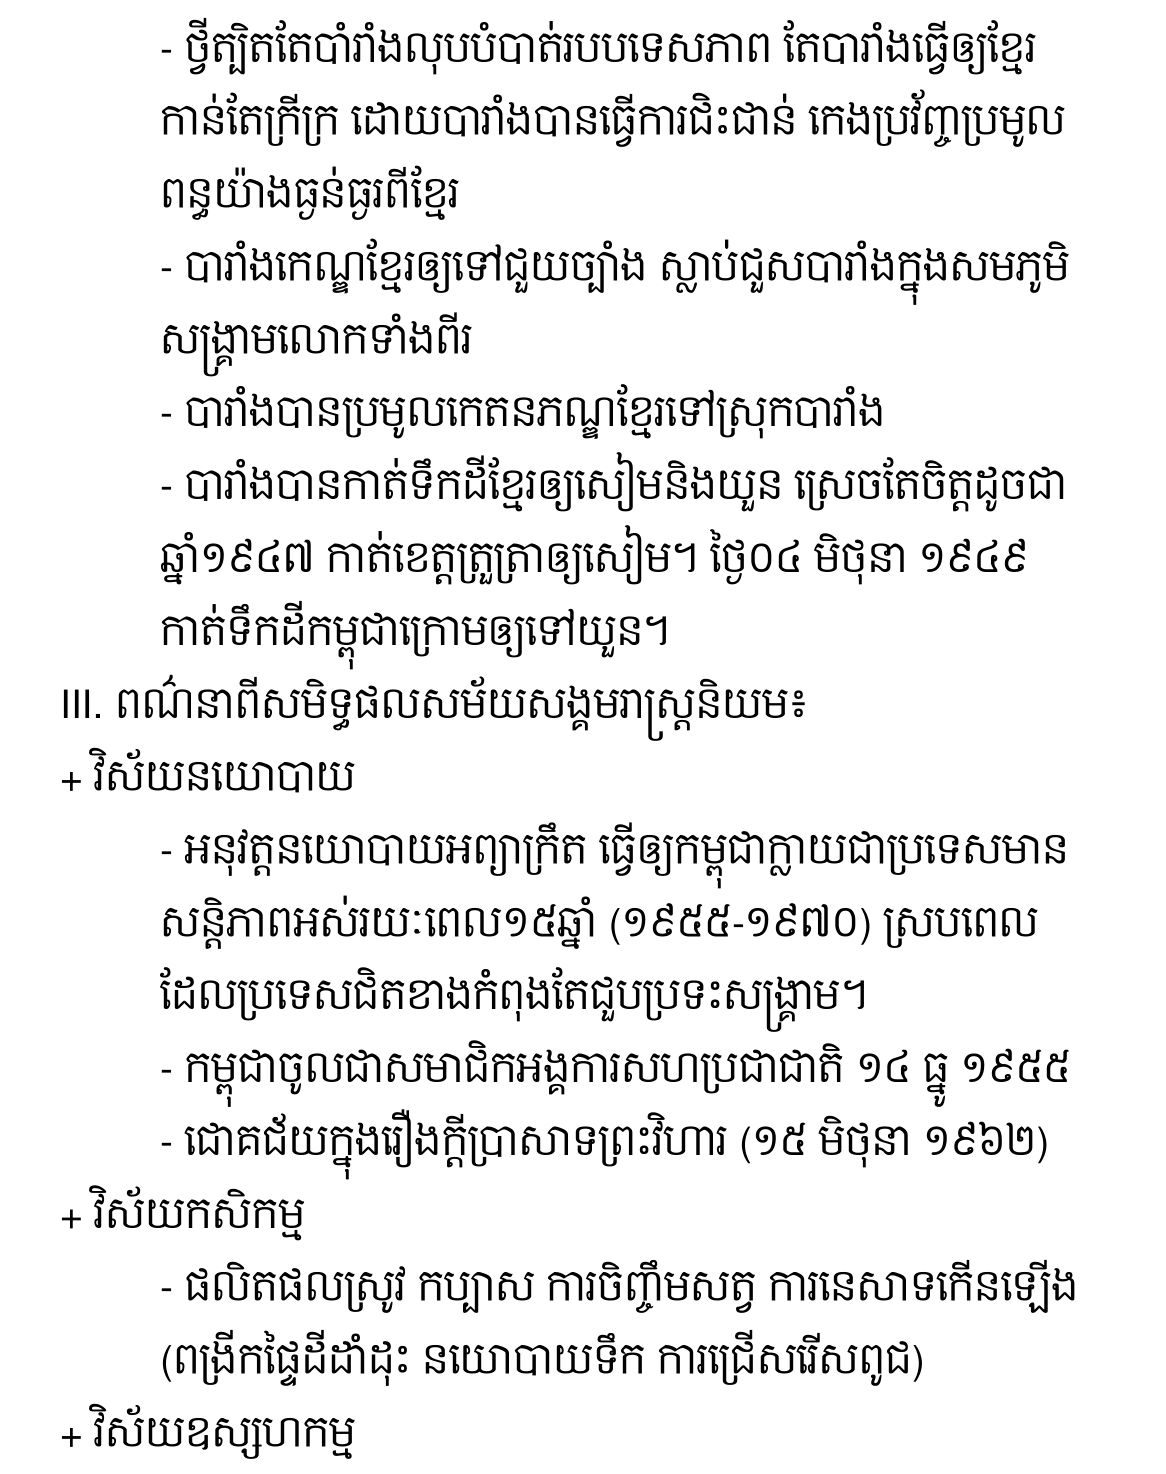 - ថ្វីត្បិតតែបាំរាំងលុបបំបាត់របបទេសភាព តែបារាំងធ្វើឲ្យខ្មែរ
កាន់តែក្រីក្រ ដោយបារាំងបានធ្វើការជិះជាន់ កេងប្រវ័ញ្ចប្រមូល
ពន្ធយ៉ាងធ្ងន់ធ្ងរពីខ្មែរ
- បារាំងកេណ្ឌខ្មែរឲ្យទៅជួយច្បាំង ស្លាប់ជួសបារាំងក្នុងសមភូមិ
សង្គ្រាមលោកទាំងពីរ
- បារាំងបានប្រមូលកេតនភណ្ឌខ្មែរទៅស្រុកបារាំង
- បារាំងបានកាត់ទឹកដីខ្មែរឲ្យសៀមនិងយួន ស្រេចតែចិត្តដូចជា
ឆ្នាំ១៩៤៧ កាត់ខេត្តត្រួត្រាឲ្យសៀម។ ថ្ងៃ០៤ មិថុនា ១៩៤៩
កាត់ទឹកដីកម្ពុជាក្រោមឲ្យទៅយួន។
III. ពណ៌នាពីសមិទ្ធផលសម័យសង្គមរាស្ត្រនិយម៖
+ វិស័យនយោបាយ
- អនុវត្តនយោបាយអព្យាក្រឹត ធ្វើឲ្យកម្ពុជាក្លាយជាប្រទេសមាន
សន្តិភាពអស់រយៈពេល១៥ឆ្នាំ (១៩៥៥-១៩៧០) ស្របពេល
ដែលប្រទេសជិតខាងកំពុងតែជួបប្រទះសង្គ្រាម។
- កម្ពុជាចូលជាសមាជិកអង្គការសហប្រជាជាតិ ១៤ ធ្នូ ១៩៥៥
- ជោគជ័យក្នុងរឿងក្តីប្រាសាទព្រះវិហារ (១៥ មិថុនា ១៩៦២)
+ វិស័យកសិកម្ម
- ផលិតផលស្រូវ កប្បាស ការចិញ្ចឹមសត្វ ការនេសាទកើនឡើង
(ពង្រីកផ្ទៃដីដាំដុះ នយោបាយទឹក ការជ្រើសរើសពូជ)
+ វិស័យឧស្សហកម្ម